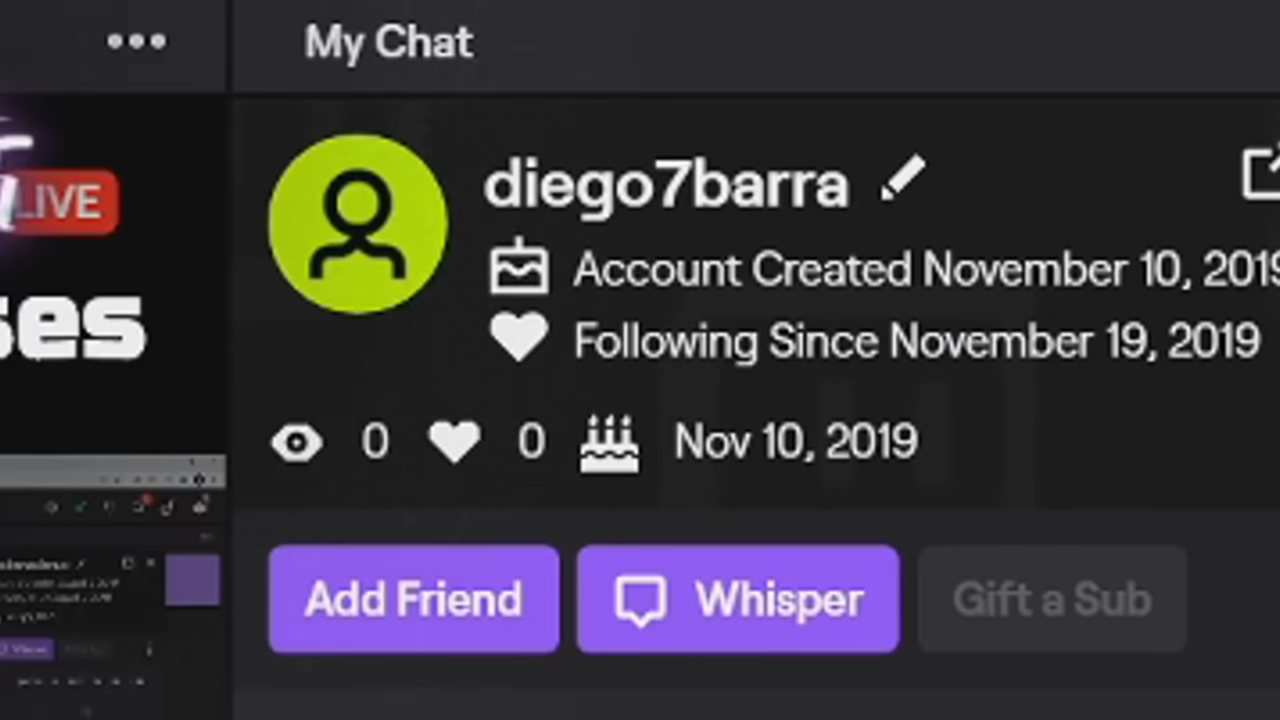 My Chat
LIVE
ses
diego7barra
Account Created November 10, 2019
Following Since November 19, 2019
0 0 Nov 10, 2019
Add Friend Whisper Gift a Sub